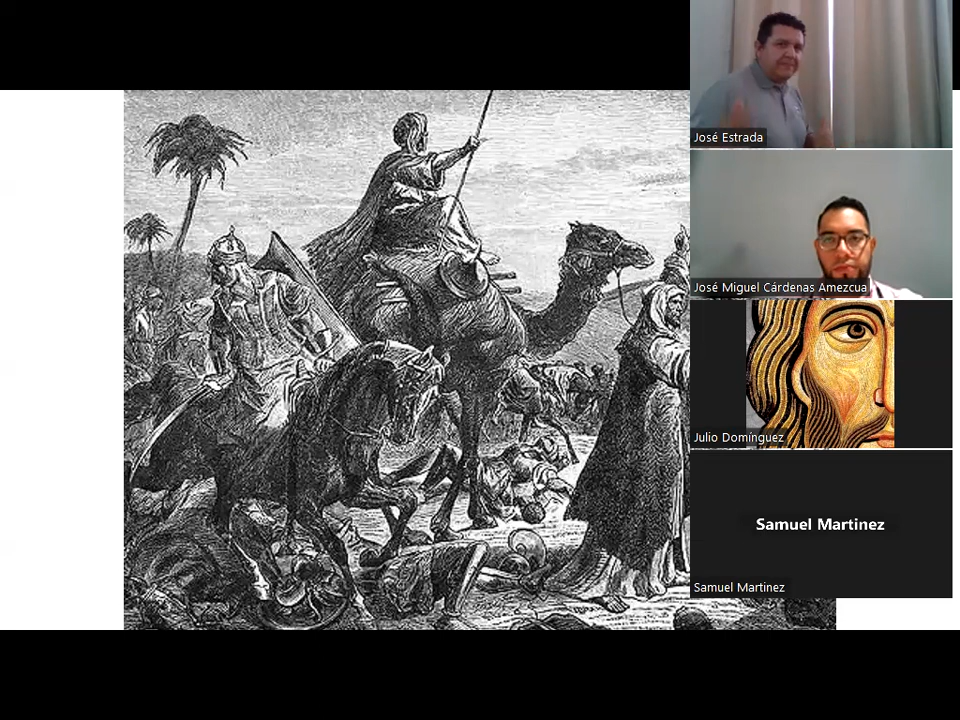 José Estrada
José Miguel Cárdenas Amezcua
Julio Domínguez
Samuel Martinez
Samuel Martinez